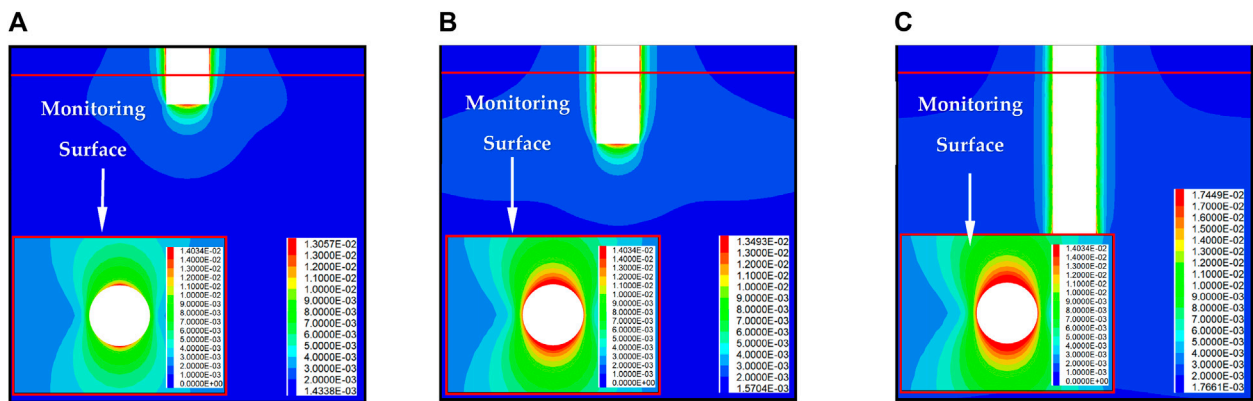 A
Monitoring
Surface
1.4034E-02
1.4000E-02
1.3000E-02
1.2000E-02
1.1000E-02
1.0000E-02
9.0000E-03
8.0000E-03
7.0000E-03
6.0000E-03
5.0000E-03
4.0000E-03
3.0000E-03
2.0000E-03
1.0000E-03
0.0000E+00
1.3057E-02
1.3000E-02
1.2000E-02
1.1000E-02
1.0000E-02
9.0000E-03
8.0000E-03
7.0000E-03
6.0000E-03
5.0000E-03
4.0000E-03
3.0000E-03
2.0000E-03
1.4338E-03
B
Monitoring
Surface
1.4034E-02
1.4000E-02
1.3000E-02
1.2000E-02
1.1000E-02
1.0000E-02
9.0000E-03
8.0000E-03
7.0000E-03
6.0000E-03
5.0000E-03
4.0000E-03
3.0000E-03
2.0000E-03
1.0000E-03
0.0000E+00
1.3493E-02
1.3000E-02
1.2000E-02
1.1000E-02
1.0000E-02
9.0000E-03
8.0000E-03
7.0000E-03
6.0000E-03
5.0000E-03
4.0000E-03
3.0000E-03
2.0000E-03
1.5704E-03
C
Monitoring
Surface
1.4034E-02
1.4000E-02
1.3000E-02
1.2000E-02
1.1000E-02
1.0000E-02
9.0000E-03
8.0000E-03
7.0000E-03
6.0000E-03
5.0000E-03
4.0000E-03
3.0000E-03
2.0000E-03
1.0000E-03
0.0000E+00
1.7449E-02
1.7000E-02
1.6000E-02
1.5000E-02
1.4000E-02
1.3000E-02
1.2000E-02
1.1000E-02
1.0000E-02
9.0000E-03
8.0000E-03
7.0000E-03
6.0000E-03
5.0000E-03
4.0000E-03
3.0000E-03
2.0000E-03
1.7661E-03